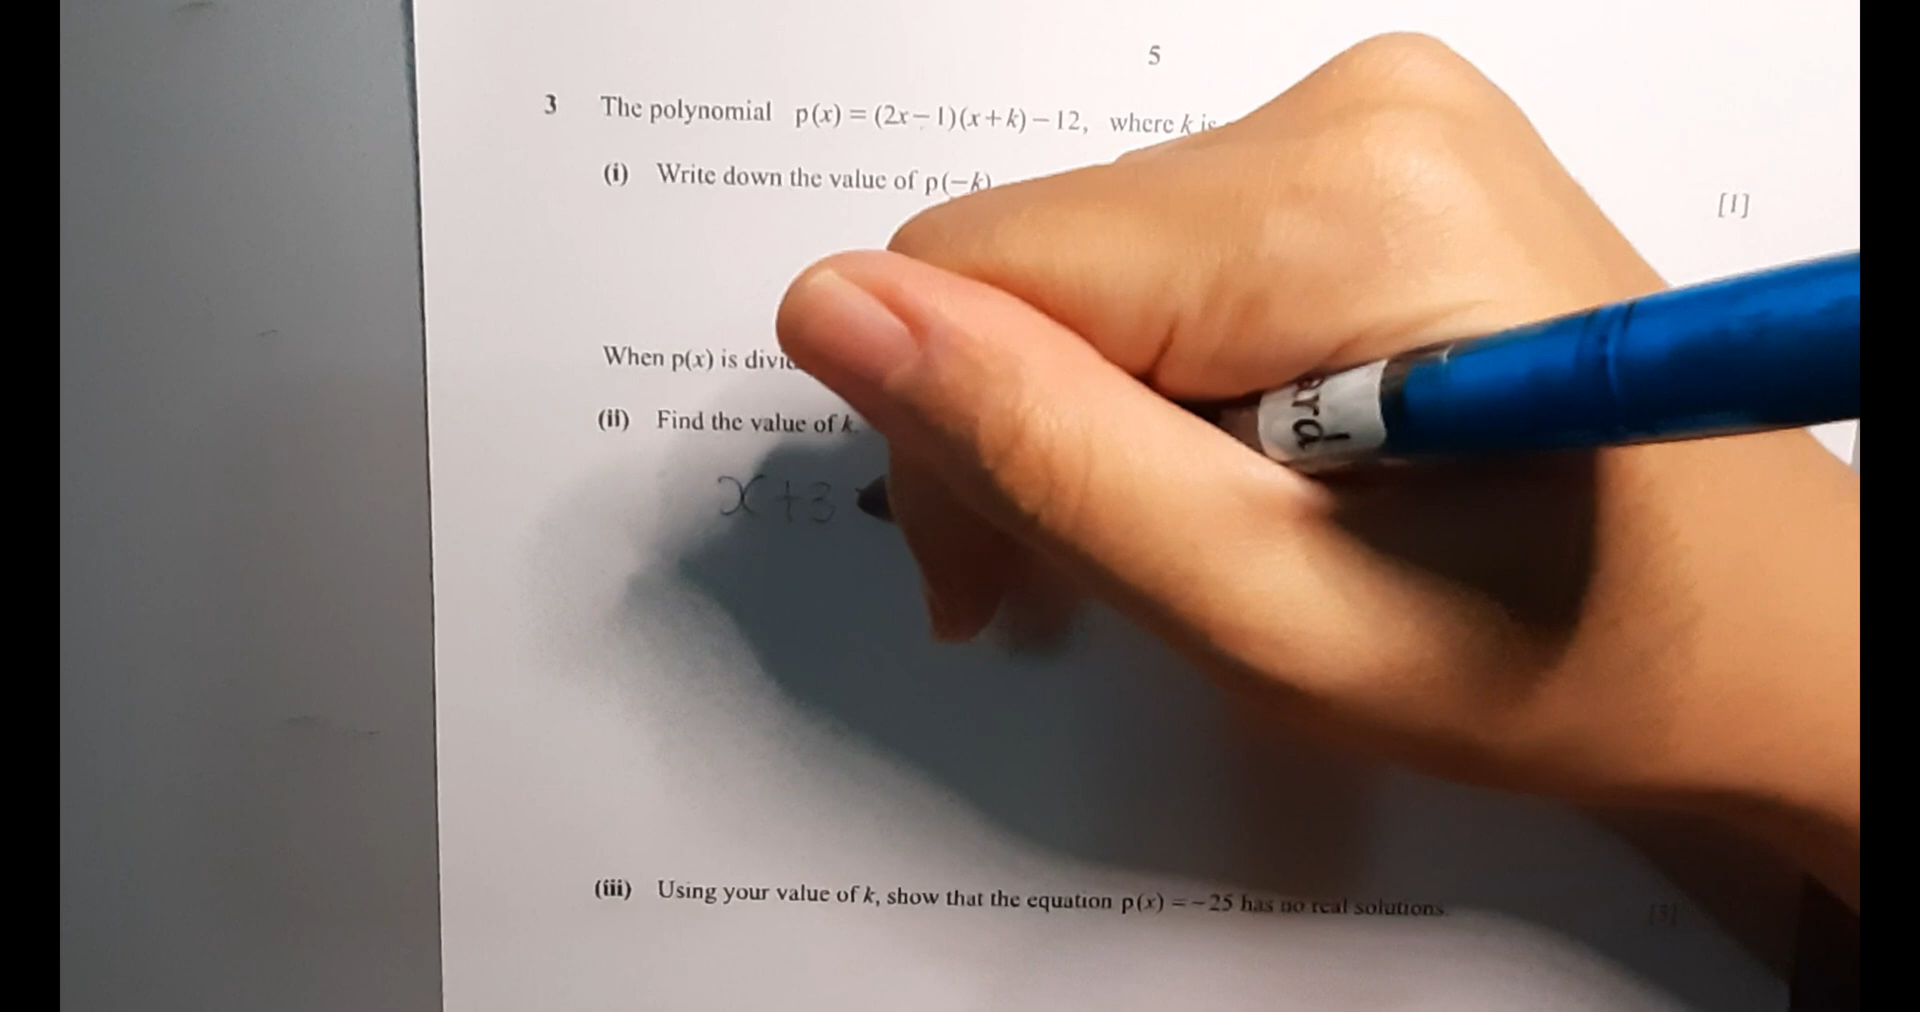 5
3 The polynomial p(x) = (2x − 1)(x + k) − 12, where k is
(i) Write down the value of p(−k)
[1]
When p(x) is
(ii) Find the value of k.
x+3
(iii) Using your value of k, show that the equation p(x) = −25 has no real solutions.
[3]